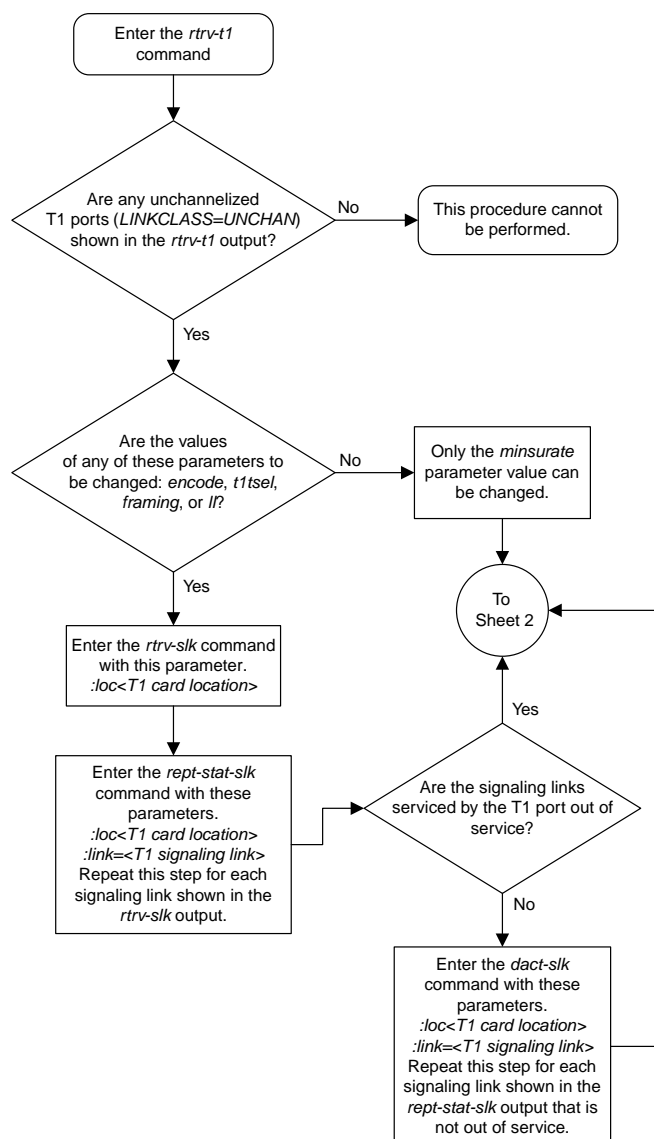 Enter the rtrv-t1
command
Are any unchannelized
T1 ports (LINKCLASS=UNCHAN)
shown in the rtrv-t1 output?
No
This procedure cannot
be performed.
Yes
Are the values
of any of these parameters to
be changed: encode, t1tsel,
framing, or ll?
No
Only the minsurate
parameter value can
be changed.
Yes
To
Sheet 2
Enter the rtrv-slk command
with this parameter.
:loc<T1 card location>
Enter the rept-stat-slk
command with these
parameters.
:loc<T1 card location>
:link=<T1 signaling link>
Repeat this step for each
signaling link shown in the
rtrv-slk output.
Yes
Are the signaling links
serviced by the T1 port out of
service?
No
Enter the dact-slk
command with these
parameters.
:loc<T1 card location>
:link=<T1 signaling link>
Repeat this step for each
signaling link shown in the
rept-stat-slk output that is
not out of service.